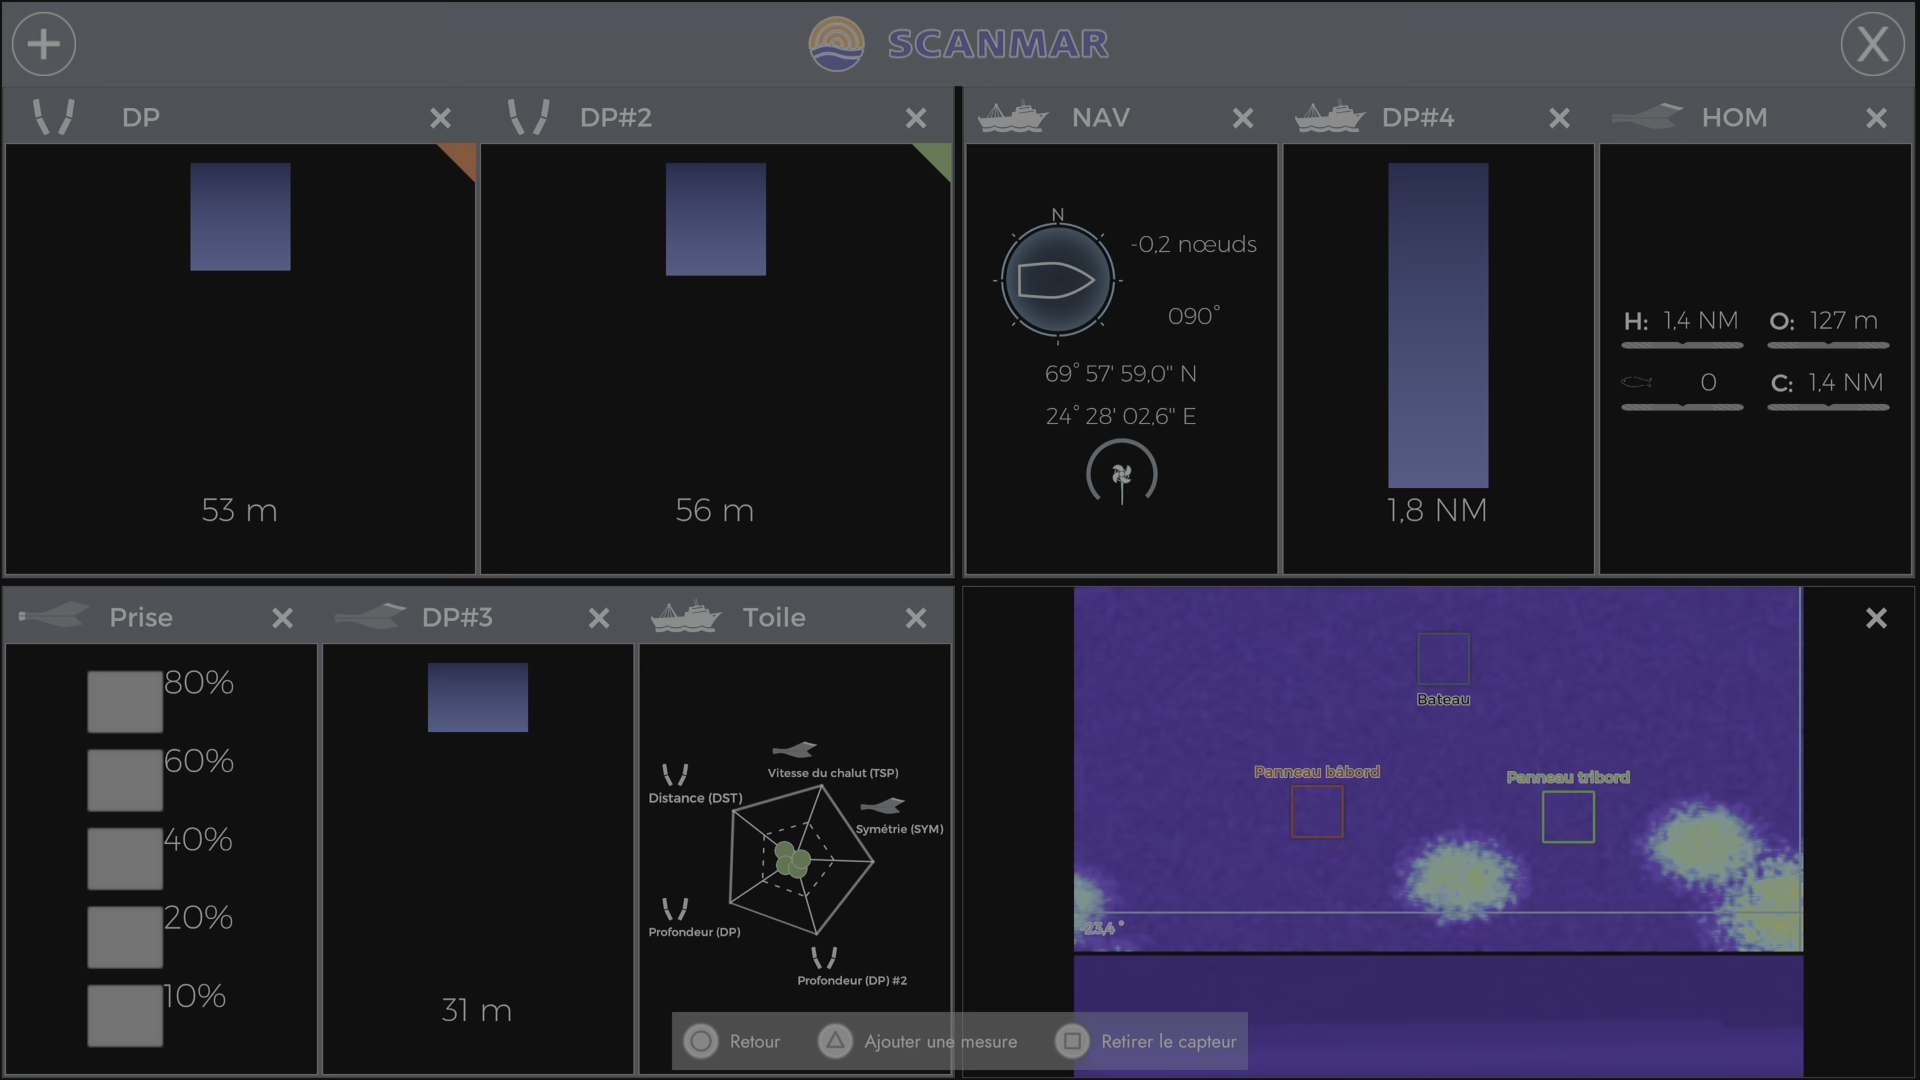 SCANMAR
X
DP
DP#2
53 m
56 m
NAV
DP#4
HOM
N
-0,2 nœuds
090°
69° 57' 59,0" N
24° 28' 02,6" E
1,8 NM
H: 1,4 NM
O: 127 m
0
C: 1,4 NM
Prise
DP#3
Toile
80%
60%
40%
20%
10%
31 m
Vitesse du chalut (TSP)
Distance (DST)
Symétrie (SYM)
Profondeur (DP)
Profondeur (DP) #2
Bateau
Panneau bâbord
Panneau tribord
-23,4°
Retour
Ajouter une mesure
Retirer le capteur